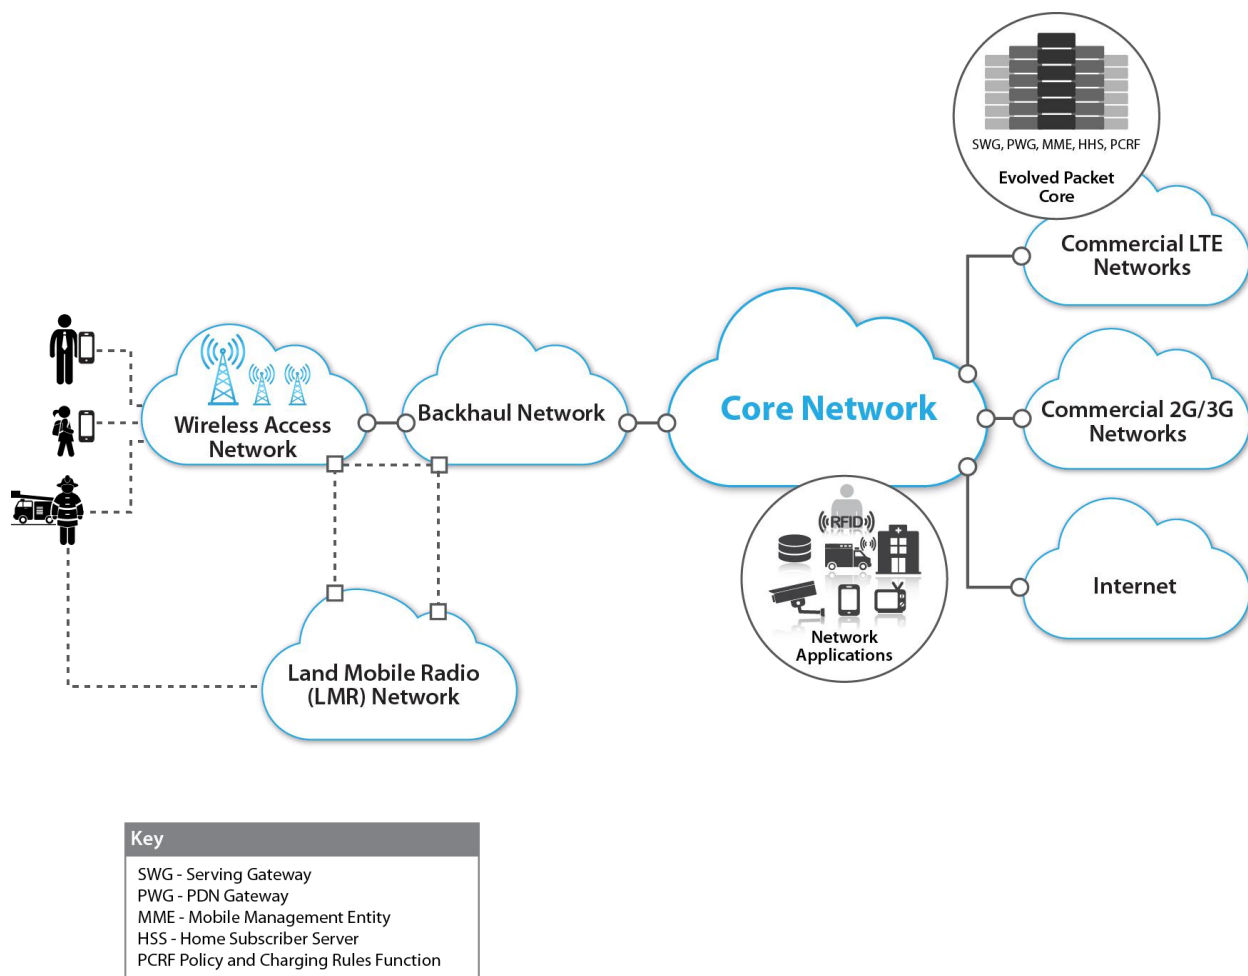 SWG, PWG, MME, HHS, PCRF
Evolved Packet
Core
Commercial LTE
Networks
Wireless Access
Network
Backhaul Network
Core Network
Commercial 2G/3G
Networks
RFID
Network
Applications
Internet
Land Mobile Radio
(LMR) Network
Key
SWG - Serving Gateway
PWG - PDN Gateway
MME - Mobile Management Entity
HSS - Home Subscriber Server
PCRF Policy and Charging Rules Function